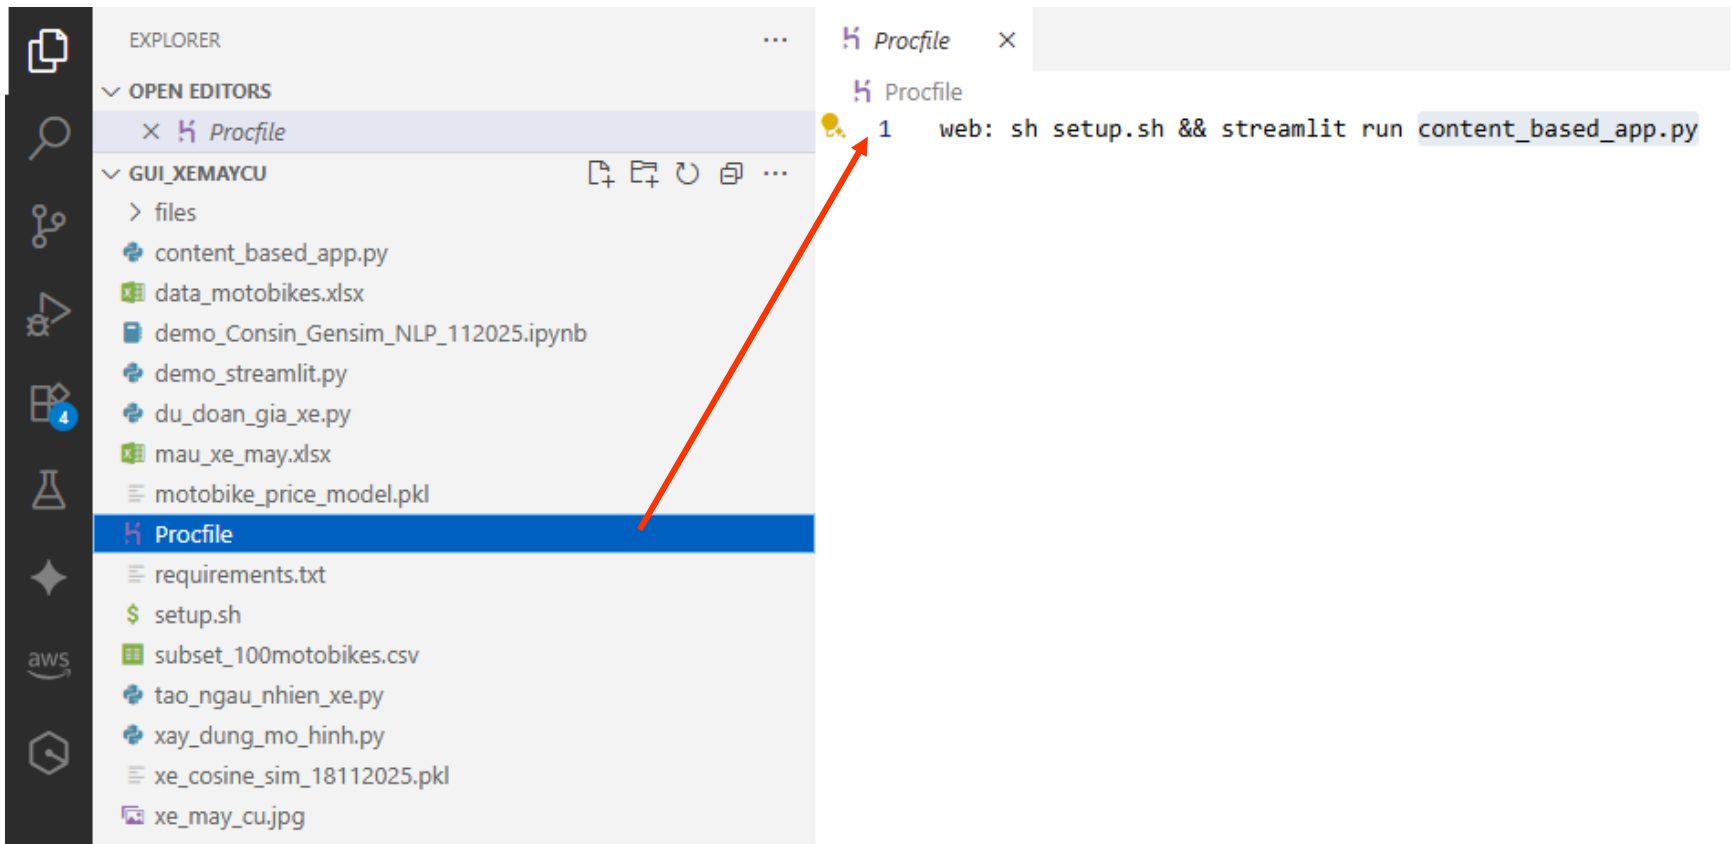 EXPLORER
OPEN EDITORS
Procfile
GUI_XEMAYCU
files
content_based_app.py
data_motobikes.xlsx
demo_Consin_Gensim_NLP_112025.ipynb
demo_streamlit.py
du_doan_gia_xe.py
mau_xe_may.xlsx
motobike_price_model.pkl
Procfile
requirements.txt
setup.sh
subset_100motobikes.csv
tao_ngau_nhien_xe.py
xay_dung_mo_hinh.py
xe_cosine_sim_18112025.pkl
xe_may_cu.jpg
4
aws
Procfile
Procfile
1 web: sh setup.sh && streamlit run content_based_app.py